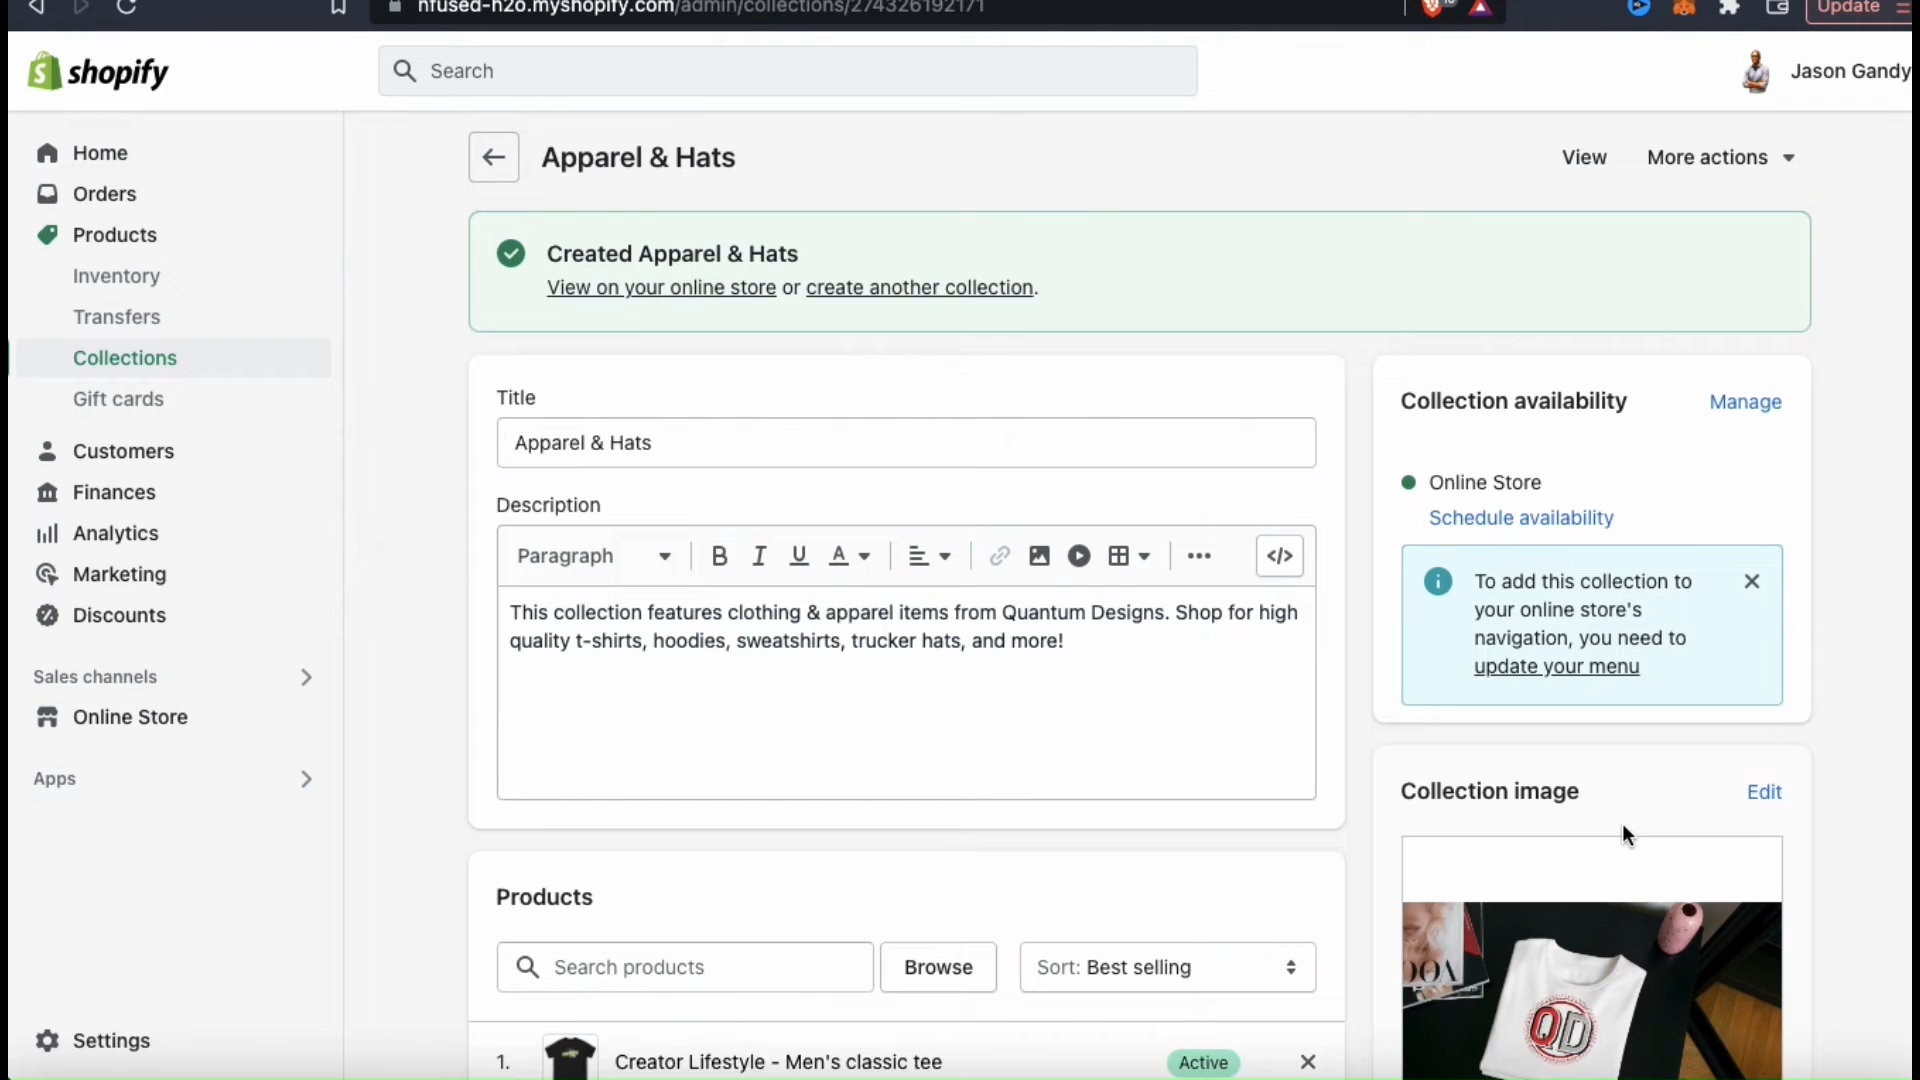 nfused-h2o.myshopify.com/admin/collections/274326192171
Update
shopify
Search
Jason Gandy
Home
Orders
Products
Inventory
Transfers
Collections
Gift cards
Customers
Finances
Analytics
Marketing
Discounts
Sales channels
Online Store
Apps
Settings
Apparel & Hats
View
More actions
Created Apparel & Hats
View on your online store or create another collection.
Title
Apparel & Hats
Description
Paragraph
B I U A
</>
This collection features clothing & apparel items from Quantum Designs. Shop for high
quality t-shirts, hoodies, sweatshirts, trucker hats, and more!
Products
Search products
Browse
Sort: Best selling
1.
Creator Lifestyle - Men's classic tee
Active
Collection availability
Manage
Online Store
Schedule availability
To add this collection to
your online store's
navigation, you need to
update your menu
Collection image
Edit
QD